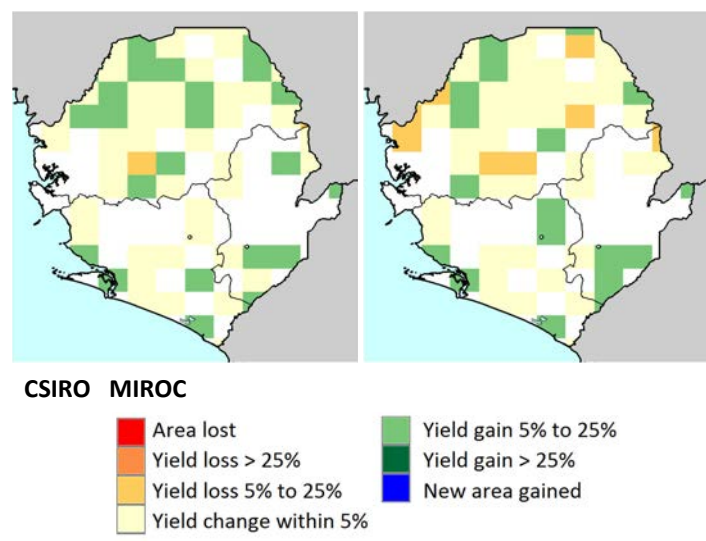 CSIRO MIROC
Area lost
Yield loss > 25%
Yield loss 5% to 25%
Yield change within 5%
Yield gain 5% to 25%
Yield gain > 25%
New area gained